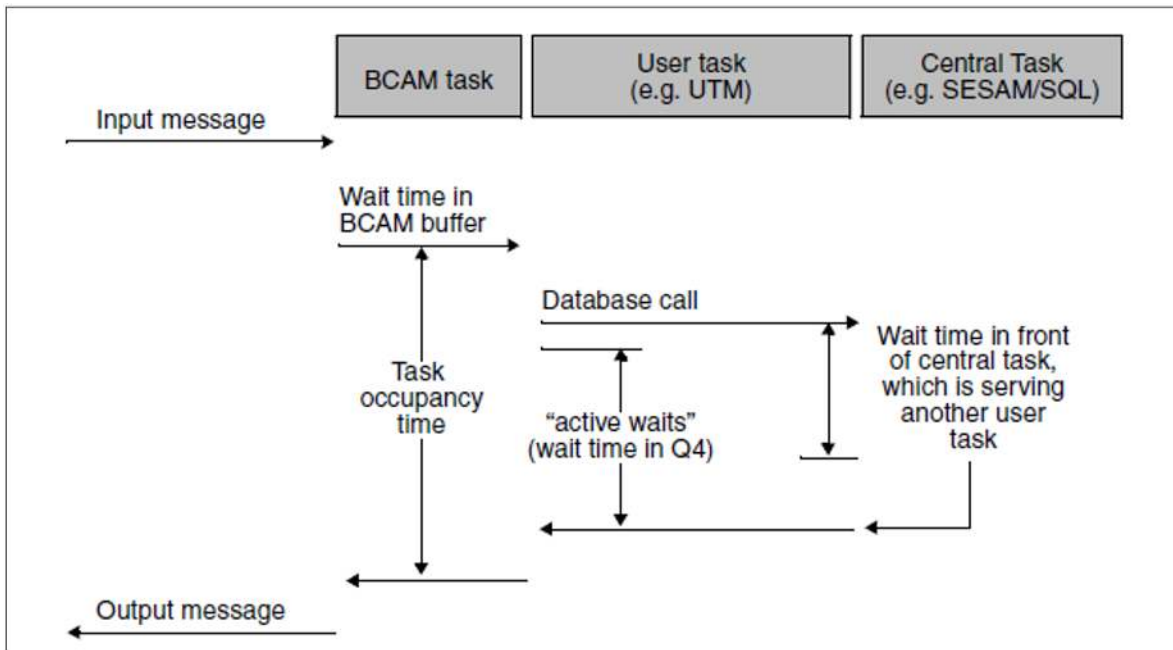 BCAM task
User task
(e.g. UTM)
Central Task
(e.g. SESAM/SQL)
Input message
Wait time in
BCAM buffer
Database call
Wait time in front
of central task,
which is serving
another user
task
Task
occupancy
time
“active waits”
(wait time in Q4)
Output message